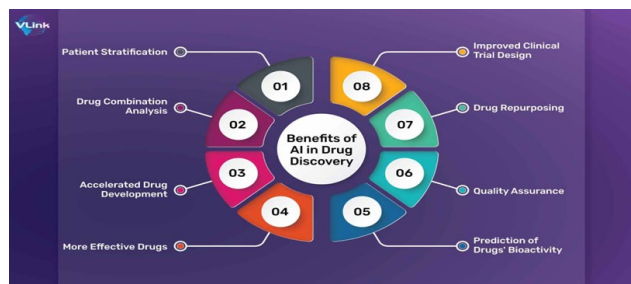 VLink
Patient Stratification
01
Drug Combination
Analysis
02
Accelerated Drug
Development
03
More Effective Drugs
04
Benefits of
AI in Drug
Discovery
Improved Clinical
Trial Design
08
Drug Repurposing
07
Quality Assurance
06
Prediction of
Drugs' Bioactivity
05